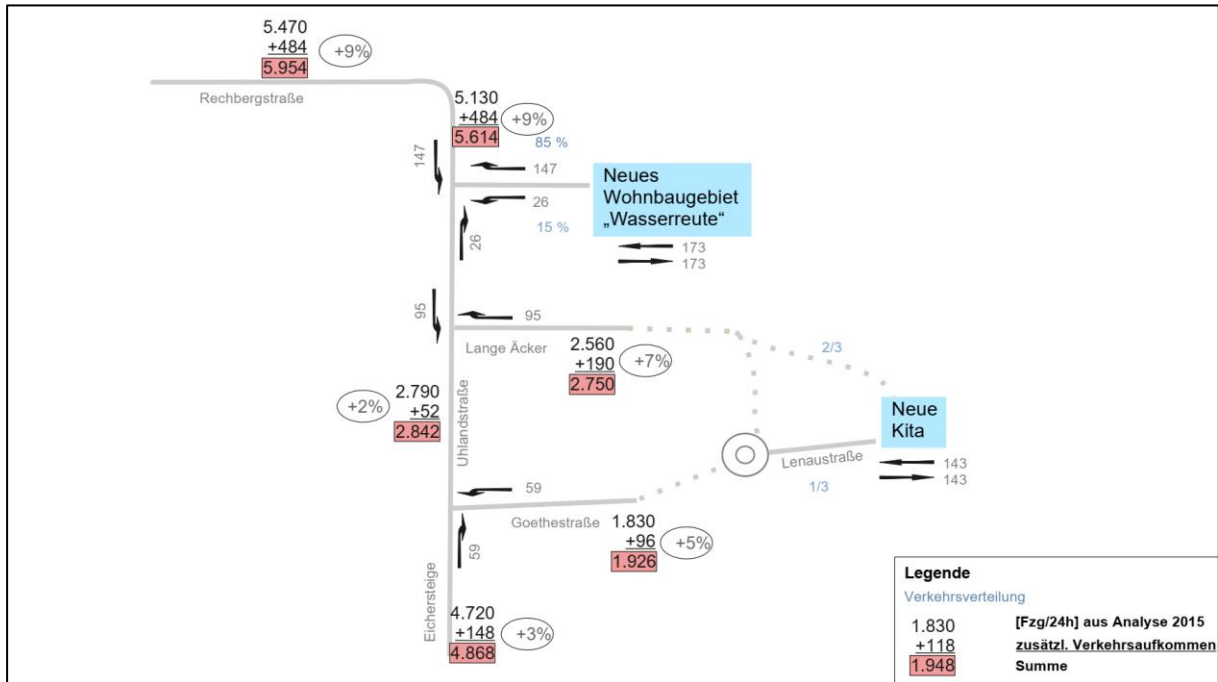 5.470
+484
5.954
+9%
Rechbergstraße
5.130
+484
5.614
+9%
85 %
147
147
26
15 %
26
Neues
Wohnbaugebiet
„Wasserreute“
173
173
95
95
Lange Äcker
2.560
+190
2.750
+7%
2/3
2.790
+52
2.842
+2%
Uhlandstraße
Neue
Kita
Lenaustraße
1/3
143
143
59
Goethestraße
59
1.830
+96
1.926
+5%
Eichersteige
4.720
+148
4.868
+3%
Legende
Verkehrsverteilung
1.830 [Fzg/24h] aus Analyse 2015
+118 zusätzl. Verkehrsaufkommen
1.948 Summe